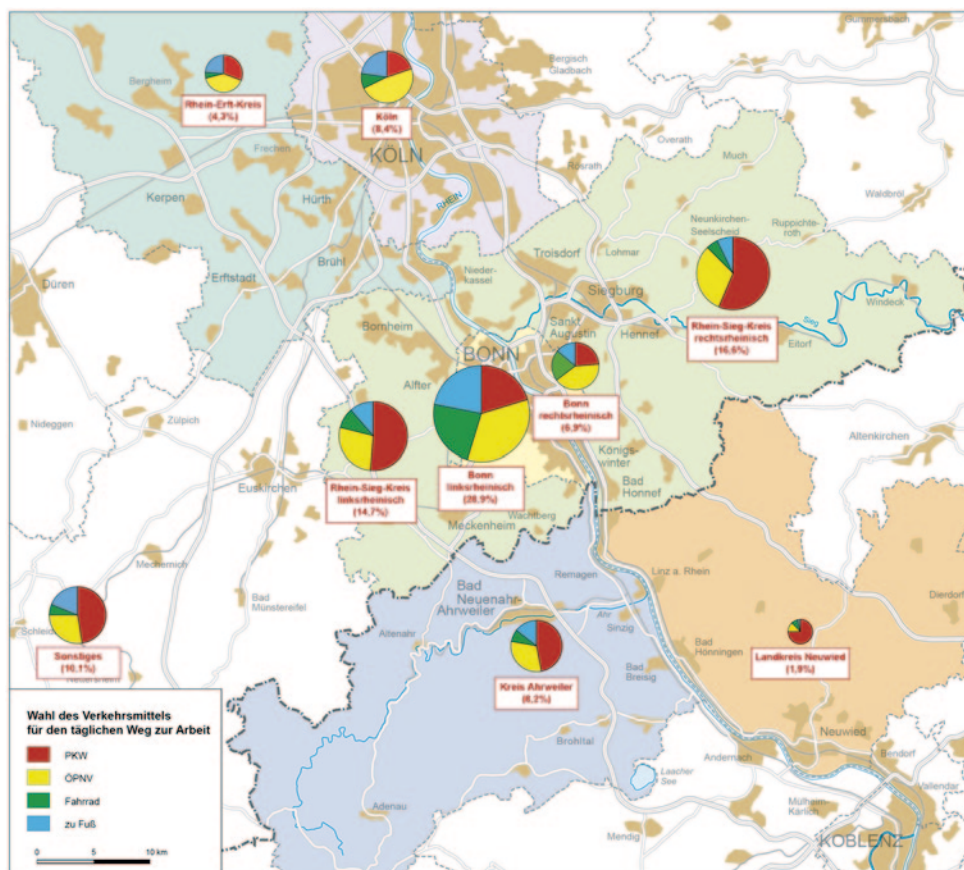 Gummersbach
Bergheim
Bergisch
Gladbach
Rhein-Erft-Kreis
(4,3%)
Köln
(8,4%)
Overath
Frechen
KÖLN
Rösrath
Much
Kerpen
Hürth
RHEIN
Waldbröl
Neunkirchen-
Seelscheid
Ruppichte-
roth
Troisdorf
Lohmar
Brühl
Nieder-
kassel
Erftstadt
Düren
Siegburg
Windeck
Bornheim
Sankt
Augustin
Hennef
Sieg
Eitorf
Rhein-Sieg-Kreis
rechtsrheinisch
(16,6%)
BONN
Alfter
Bonn
rechtsrheinisch
(6,9%)
Zülpich
Nideggen
Altenkirchen
Königs-
winter
Euskirchen
Rhein-Sieg-Kreis
linksrheinisch
(14,7%)
Bonn
linksrheinisch
(28,9%)
Bad
Honnef
Wachtberg
Meckenheim
Mechernich
Remagen
Linz a. Rhein
Bad
Neuenahr-
Ahrweiler
Bad
Münstereifel
Dierdorf
Ahr
Sinzig
Altenahr
Schleid
Sonstiges
(10,1%)
Bad
Hönningen
Landkreis Neuwied
(1,9%)
Bad
Breisig
Kreis Ahrweiler
(6,2%)
Wahl des Verkehrsmittels
für den täglichen Weg zur Arbeit
PKW
ÖPNV
Fahrrad
zu Fuß
0 5 10 km
Brohltal
Neuwied
Andernach
Bendorf
Laacher
See
Vallendar
Adenau
Mülheim-
Kärlich
Mendig
KOBLENZ